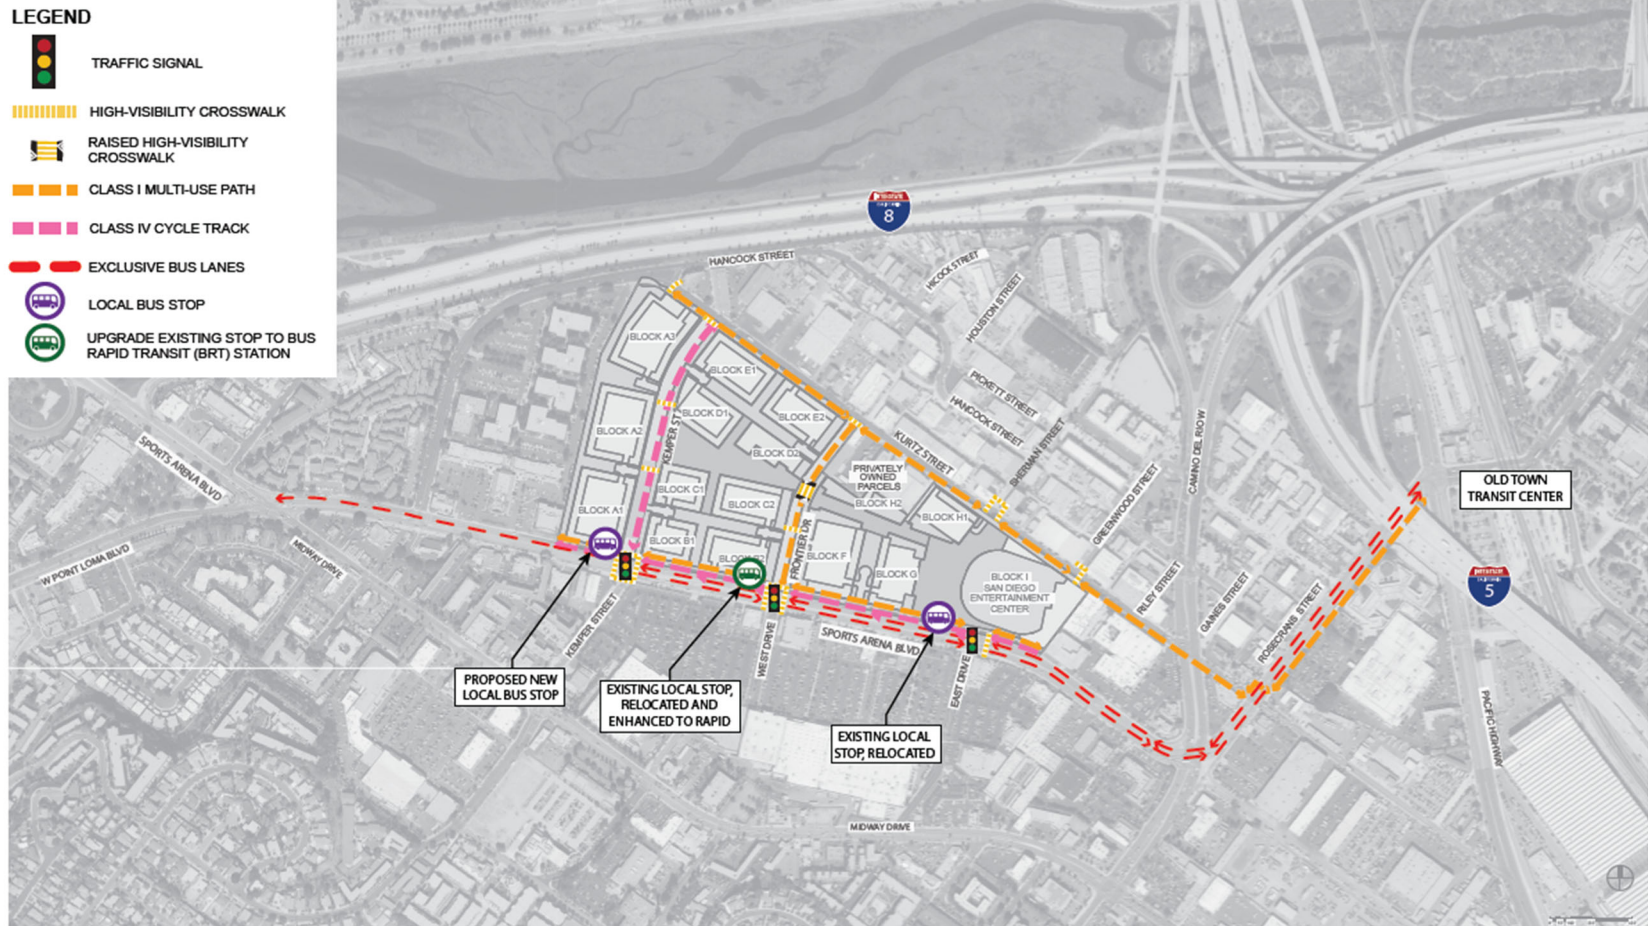 LEGEND
TRAFFIC SIGNAL
HIGH-VISIBILITY CROSSWALK
RAISED HIGH-VISIBILITY
CROSSWALK
CLASS I MULTI-USE PATH
CLASS IV CYCLE TRACK
EXCLUSIVE BUS LANES
LOCAL BUS STOP
UPGRADE EXISTING STOP TO BUS
RAPID TRANSIT (BRT) STATION
8
HANCOCK STREET
HICOCK STREET
HOUSTON STREET
BLOCK A3
BLOCK E1
PICKETT STREET
HANCOCK STREET
BLOCK D1
BLOCK E2
BLOCK A2
KEMPER ST
BLOCK D2
KURTZ STREET
SHERMAN STREET
CAMINO DEL RIO W
SPORTS ARENA BLVD
PRIVATELY
OWNED
PARCELS
BLOCK H2
BLOCK C1
BLOCK C2
BLOCK A1
BLOCK H1
GREENWOOD STREET
OLD TOWN
TRANSIT CENTER
BLOCK B1
FRONTIER DR
BLOCK F
BLOCK G
BLOCK I
SAN DIEGO
ENTERTAINMENT
CENTER
W POINT LOMA BLVD
MIDWAY DRIVE
RILEY STREET
GAINES STREET
ROSECRANS STREET
5
KEMPER STREET
WEST DRIVE
SPORTS ARENA BLVD
EAST DRIVE
PROPOSED NEW
LOCAL BUS STOP
EXISTING LOCAL STOP,
RELOCATED AND
ENHANCED TO RAPID
EXISTING LOCAL
STOP, RELOCATED
PACIFIC HIGHWAY
MIDWAY DRIVE